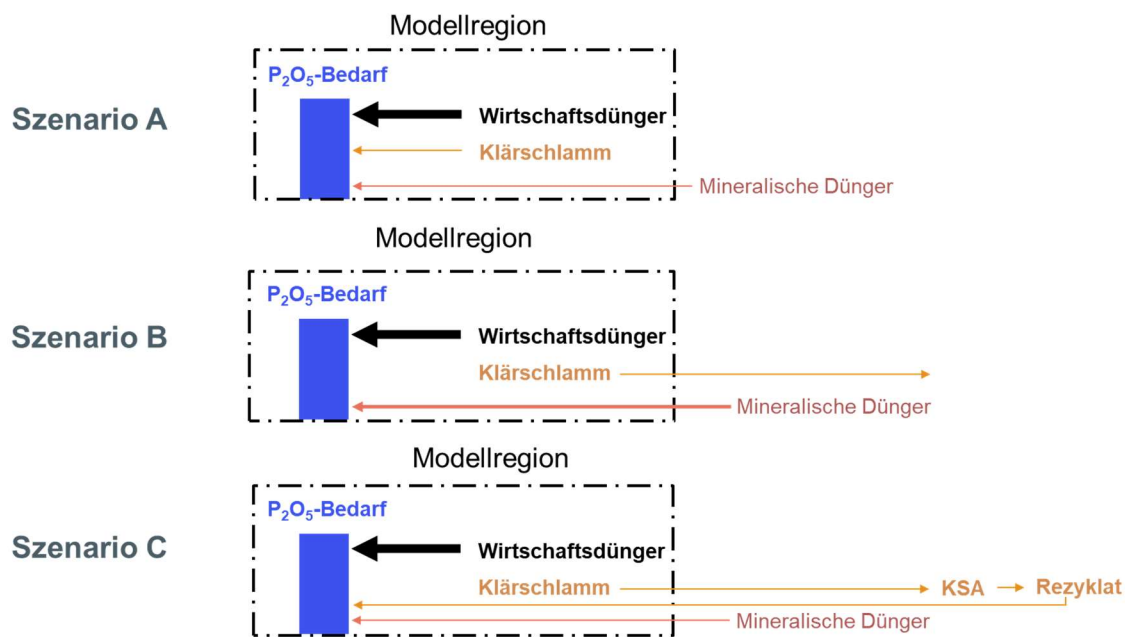 Modellregion
P₂O₅-Bedarf
Szenario A
Wirtschaftsdünger
Klärschlamm
Mineralische Dünger
Modellregion
P₂O₅-Bedarf
Szenario B
Wirtschaftsdünger
Klärschlamm
Mineralische Dünger
Modellregion
P₂O₅-Bedarf
Szenario C
Wirtschaftsdünger
Klärschlamm KSA Rezyklat
Mineralische Dünger